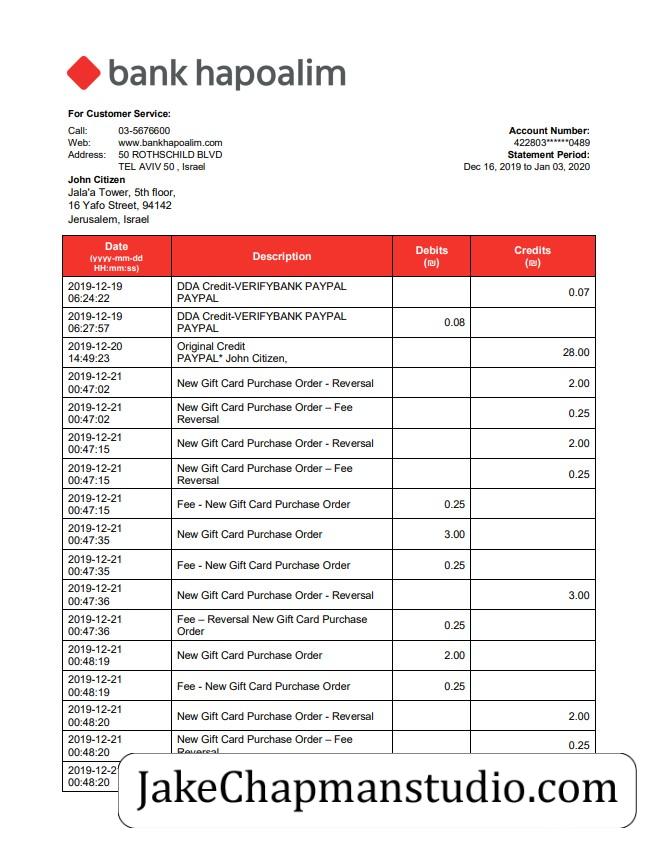 bank hapoalim
For Customer Service:
Call: 03-5676600
Web: www.bankhapoalim.com
Address: 50 ROTHSCHILD BLVD
TEL AVIV 50 , Israel
Account Number:
422803******0489
Statement Period:
Dec 16, 2019 to Jan 03, 2020
John Citizen
Jala'a Tower, 5th floor,
16 Yafo Street, 94142
Jerusalem, Israel
Date
(yyyy-mm-dd
HH:mm:ss)
Description
Debits
(₪)
Credits
(₪)
2019-12-19
06:24:22
DDA Credit-VERIFYBANK PAYPAL
PAYPAL
0.07
2019-12-19
06:27:57
DDA Credit-VERIFYBANK PAYPAL
PAYPAL
0.08
2019-12-20
14:49:23
Original Credit
PAYPAL* John Citizen,
28.00
2019-12-21
00:47:02
New Gift Card Purchase Order - Reversal
2.00
2019-12-21
00:47:02
New Gift Card Purchase Order – Fee
Reversal
0.25
2019-12-21
00:47:15
New Gift Card Purchase Order - Reversal
2.00
2019-12-21
00:47:15
New Gift Card Purchase Order – Fee
Reversal
0.25
2019-12-21
00:47:15
Fee - New Gift Card Purchase Order
0.25
2019-12-21
00:47:35
New Gift Card Purchase Order
3.00
2019-12-21
00:47:35
Fee - New Gift Card Purchase Order
0.25
2019-12-21
00:47:36
New Gift Card Purchase Order - Reversal
3.00
2019-12-21
00:47:36
Fee – Reversal New Gift Card Purchase
Order
0.25
2019-12-21
00:48:19
New Gift Card Purchase Order
2.00
2019-12-21
00:48:19
Fee - New Gift Card Purchase Order
0.25
2019-12-21
00:48:20
New Gift Card Purchase Order - Reversal
2.00
2019-12-21
00:48:20
New Gift Card Purchase Order – Fee
Reversal
0.25
00:48:20
JakeChapmanstudio.com